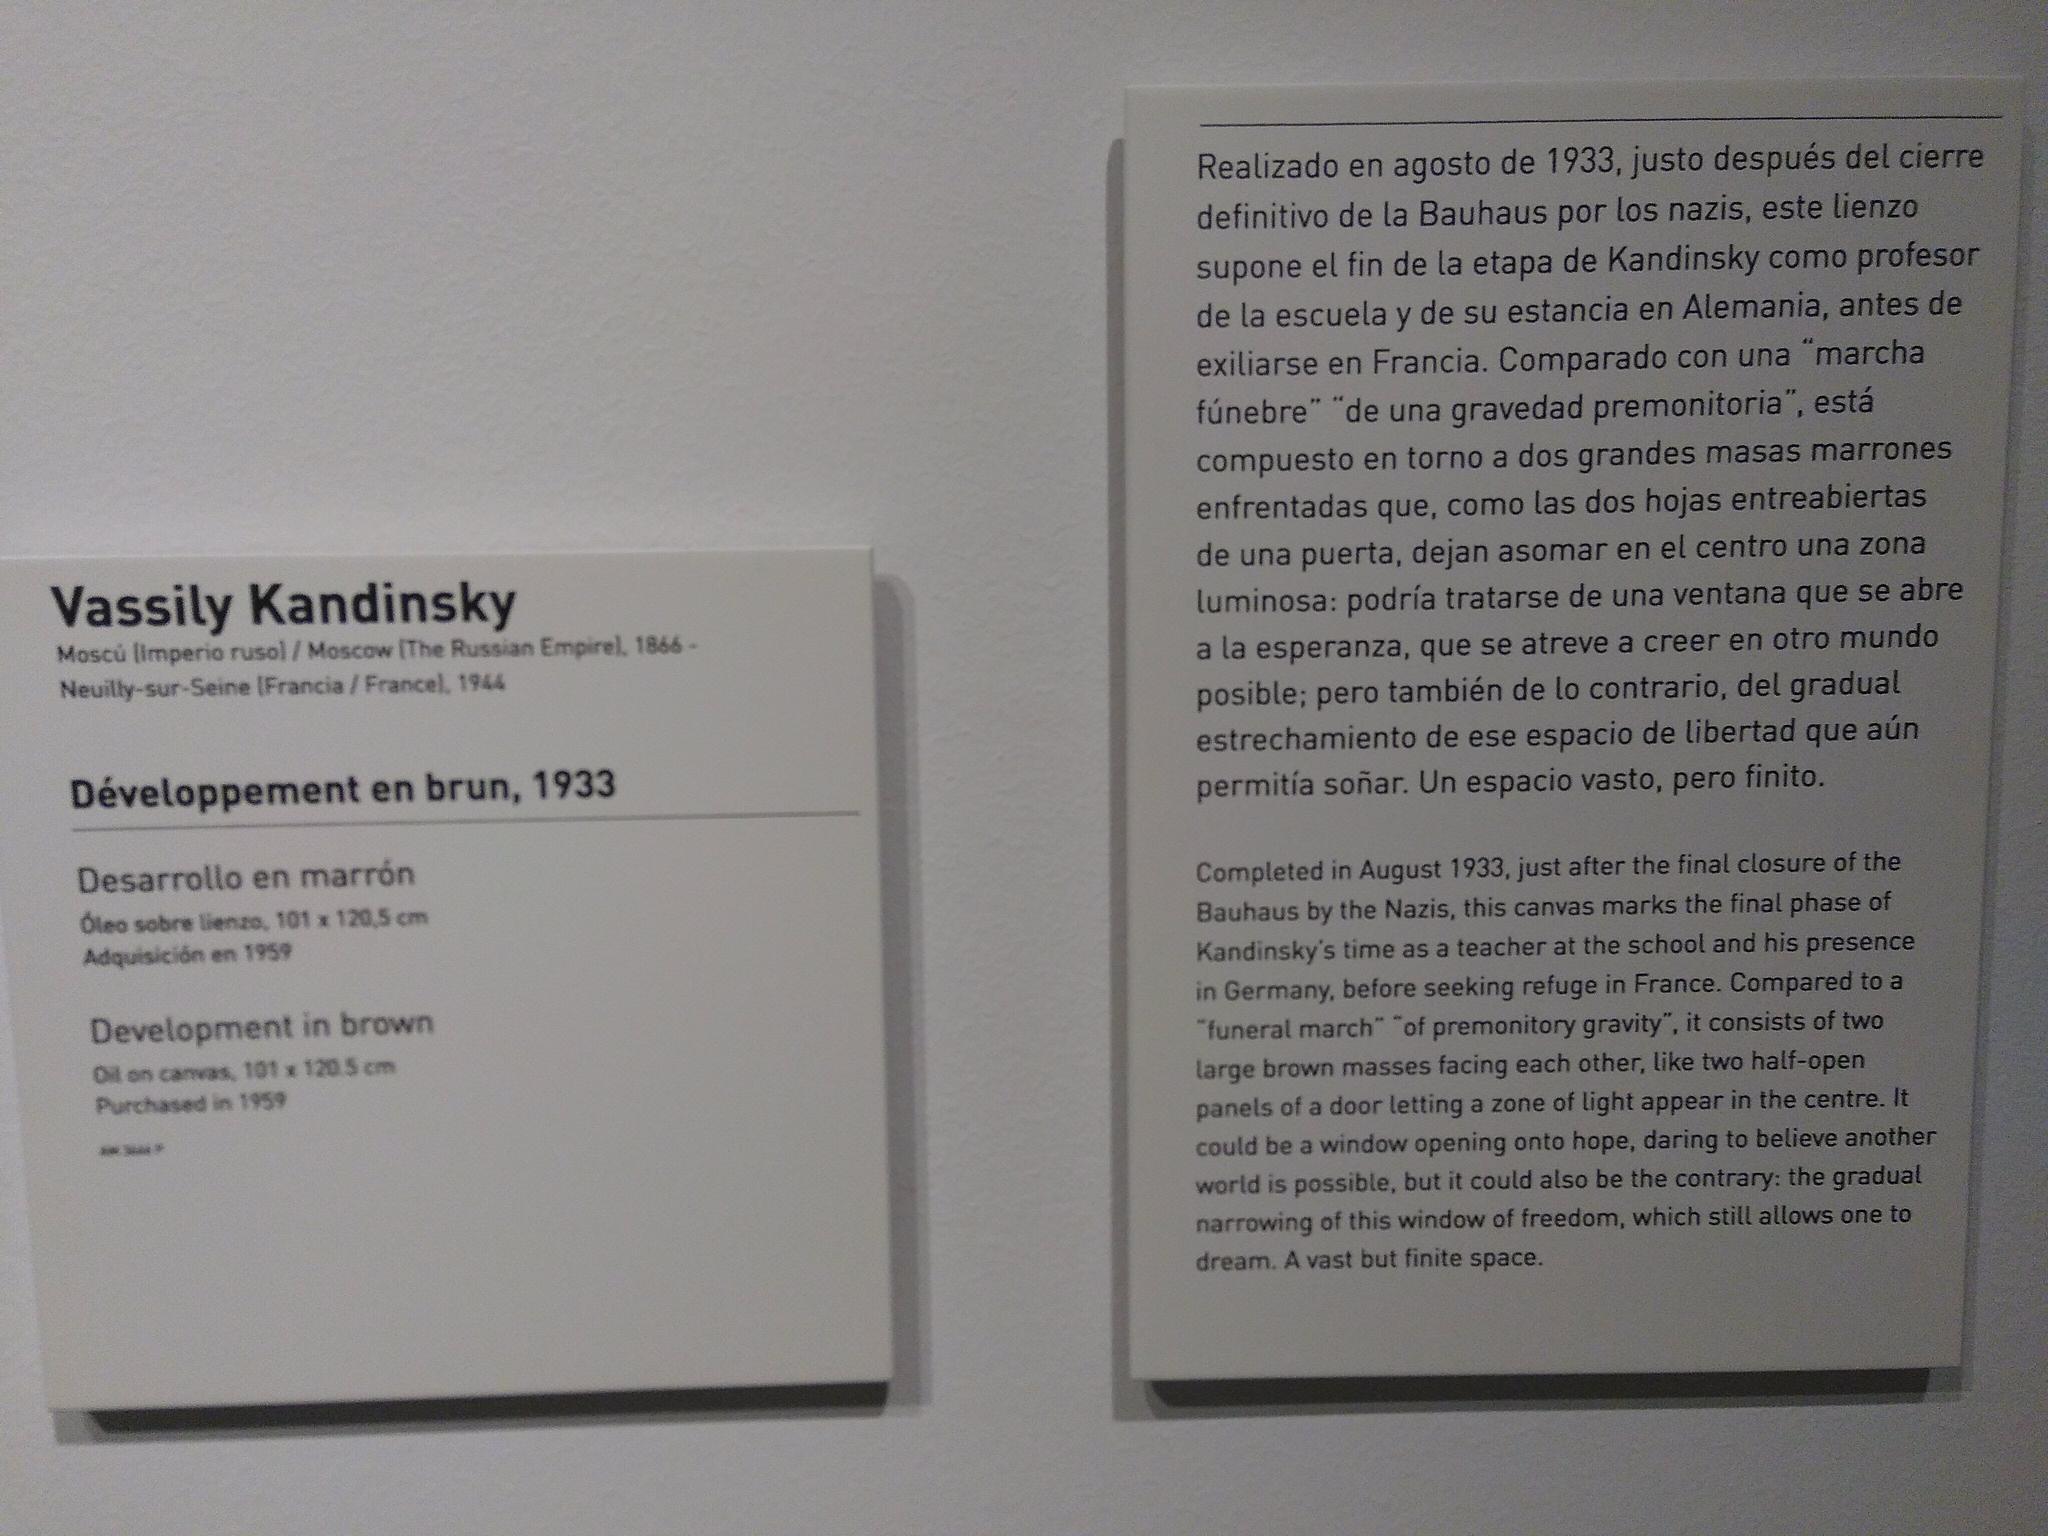 Vassily Kandinsky
Moscú (Imperio ruso) / Moscow (The Russian Empire), 1866 -
Neuilly-sur-Seine (Francia / France), 1944
Développement en brun, 1933
Desarrollo en marrón
Óleo sobre lienzo, 101 x 120,5 cm
Adquisición en 1959
Development in brown
Oil on canvas, 101 x 120.5 cm
Purchased in 1959
Realizado en agosto de 1933, justo después del cierre
definitivo de la Bauhaus por los nazis, este lienzo
supone el fin de la etapa de Kandinsky como profesor
de la escuela y de su estancia en Alemania, antes de
exiliarse en Francia. Comparado con una “marcha
fúnebre” “de una gravedad premonitoria”, está
compuesto en torno a dos grandes masas marrones
enfrentadas que, como las dos hojas entreabiertas
de una puerta, dejan asomar en el centro una zona
luminosa: podría tratarse de una ventana que se abre
a la esperanza, que se atreve a creer en otro mundo
posible; pero también de lo contrario, del gradual
estrechamiento de ese espacio de libertad que aún
permitía soñar. Un espacio vasto, pero finito.
Completed in August 1933, just after the final closure of the
Bauhaus by the Nazis, this canvas marks the final phase of
Kandinsky's time as a teacher at the school and his presence
in Germany, before seeking refuge in France. Compared to a
“funeral march” “of premonitory gravity”, it consists of two
large brown masses facing each other, like two half-open
panels of a door letting a zone of light appear in the centre. It
could be a window opening onto hope, daring to believe another
world is possible, but it could also be the contrary: the gradual
narrowing of this window of freedom, which still allows one to
dream. A vast but finite space.